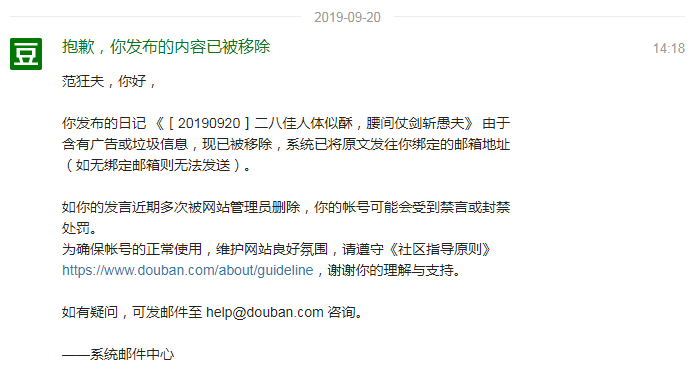 2019-09-20
豆
抱歉，你发布的内容已被移除
14:18
范狂夫，你好，
你发布的日记 《［20190920］二八佳人体似酥，腰间仗剑斩愚夫》 由于
含有广告或垃圾信息，现已被移除，系统已将原文发往你绑定的邮箱地址
（如无绑定邮箱则无法发送）。
如你的发言近期多次被网站管理员删除，你的帐号可能会受到禁言或封禁
处罚。
为确保帐号的正常使用，维护网站良好氛围，请遵守《社区指导原则》
https://www.douban.com/about/guideline，谢谢你的理解与支持。
如有疑问，可发邮件至 help@douban.com 咨询。
——系统邮件中心